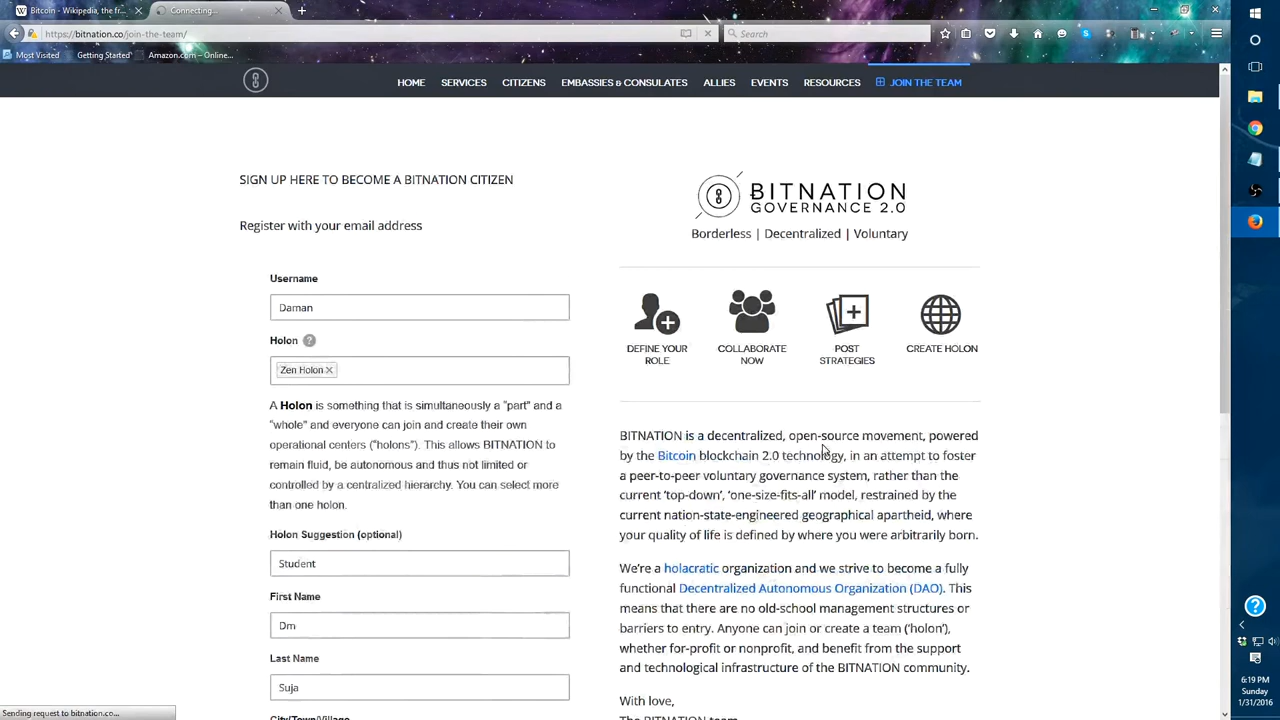 Bitcoin - Wikipedia, the fr...
Connecting...
https://bitnation.co/join-the-team/
Search
Most Visited
Getting Started
Amazon.com – Online...
HOME
SERVICES
CITIZENS
EMBASSIES & CONSULATES
ALLIES
EVENTS
RESOURCES
JOIN THE TEAM
SIGN UP HERE TO BECOME A BITNATION CITIZEN
Register with your email address
Username
Daman
Holon ?
Zen Holon ×
A Holon is something that is simultaneously a “part” and a
“whole” and everyone can join and create their own
operational centers (“holons”). This allows BITNATION to
remain fluid, be autonomous and thus not limited or
controlled by a centralized hierarchy. You can select more
than one holon.
Holon Suggestion (optional)
Student
First Name
Dm
Last Name
Suja
City/Town/Village
BITNATION
GOVERNANCE 2.0
Borderless | Decentralized | Voluntary
DEFINE YOUR
ROLE
COLLABORATE
NOW
POST
STRATEGIES
CREATE HOLON
BITNATION is a decentralized, open-source movement, powered
by the Bitcoin blockchain 2.0 technology, in an attempt to foster
a peer-to-peer voluntary governance system, rather than the
current ‘top-down’, ‘one-size-fits-all’ model, restrained by the
current nation-state-engineered geographical apartheid, where
your quality of life is defined by where you were arbitrarily born.
We’re a holacratic organization and we strive to become a fully
functional Decentralized Autonomous Organization (DAO). This
means that there are no old-school management structures or
barriers to entry. Anyone can join or create a team (‘holon’),
whether for-profit or nonprofit, and benefit from the support
and technological infrastructure of the BITNATION community.
With love,
The BITNATION team
Sending request to bitnation.co...
6:19 PM
Sunday
1/31/2016